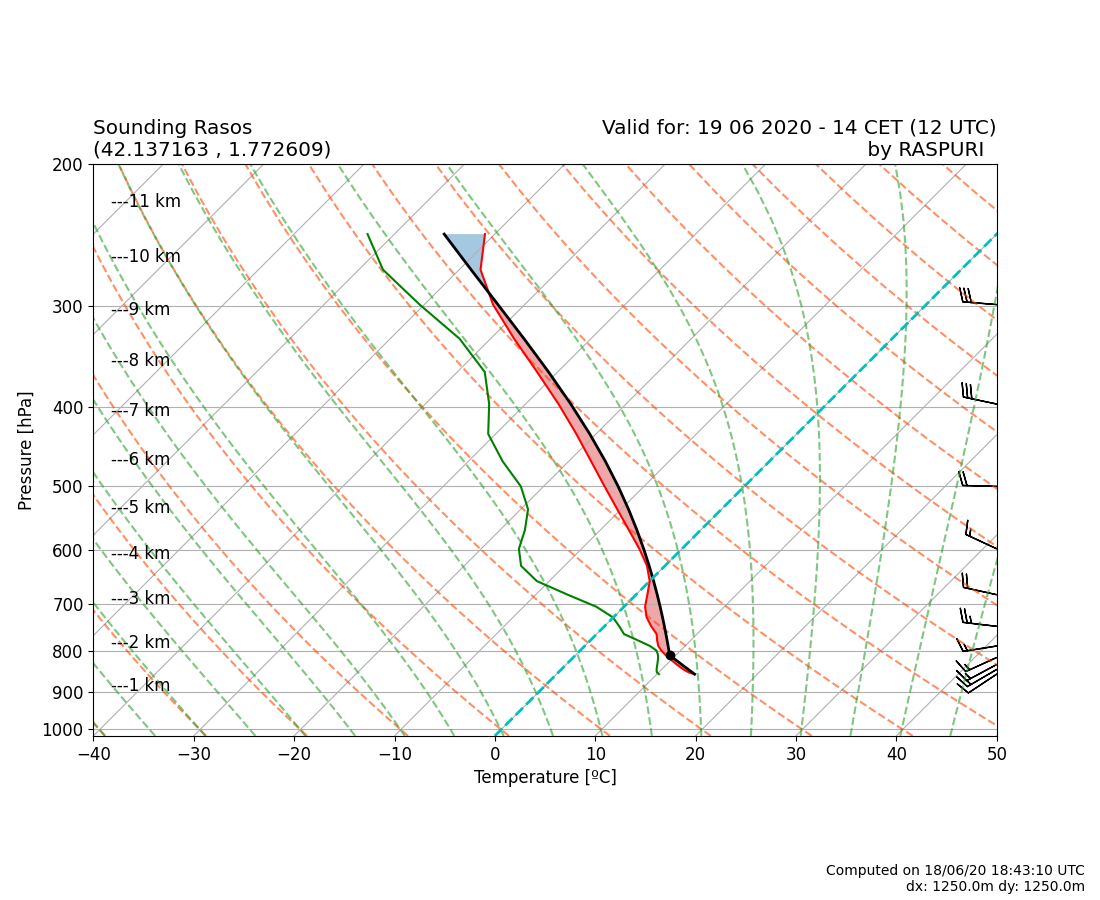 Sounding Rasos
(42.137163 , 1.772609)
Valid for: 19 06 2020 - 14 CET (12 UTC)
by RASPURI
200
300
400
500
600
700
800
900
1000
Pressure [hPa]
---11 km
---10 km
---9 km
---8 km
---7 km
---6 km
---5 km
---4 km
---3 km
---2 km
---1 km
−40 −30 −20 −10 0 10 20 30 40 50
Temperature [ºC]
Computed on 18/06/20 18:43:10 UTC
dx: 1250.0m dy: 1250.0m